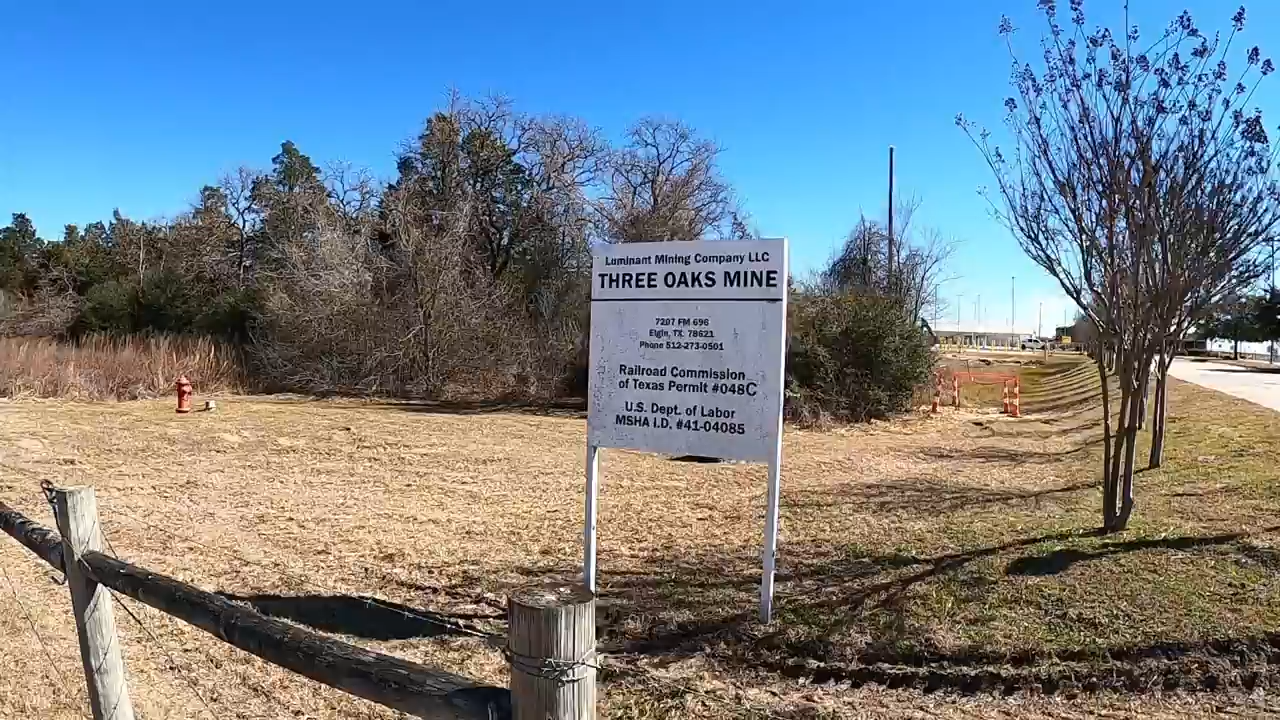 Luminant Mining Company LLC
THREE OAKS MINE
7207 FM 696
Elgin, TX 78621
Phone 512-273-0501
Railroad Commission
of Texas Permit #048C
U.S. Dept. of Labor
MSHA I.D. #41-04085